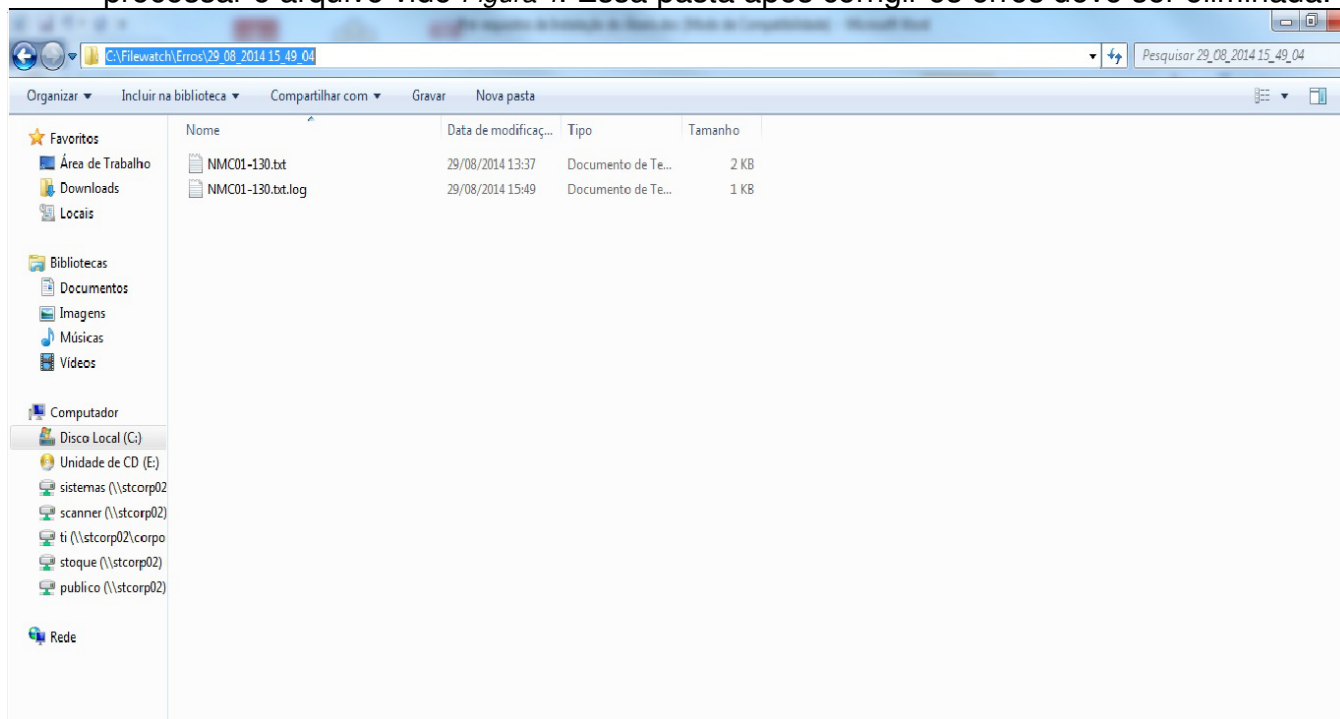 processar o arquivo vide Figura 4. Essa pasta após corrigir os erros deve ser eliminada.
C:\Filewatch\Erros\29_08_2014 15_49_04
Pesquisar 29_08_2014 15_49_04
Organizar Incluir na biblioteca Compartilhar com Gravar Nova pasta
Nome Data de modificaç... Tipo Tamanho
NMC01-130.txt 29/08/2014 13:37 Documento de Te... 2 KB
NMC01-130.txt.log 29/08/2014 15:49 Documento de Te... 1 KB
Favoritos
Área de Trabalho
Downloads
Locais
Bibliotecas
Documentos
Imagens
Músicas
Vídeos
Computador
Disco Local (C:)
Unidade de CD (E:)
sistemas (\\stcorp02
scanner (\\stcorp02)
ti (\\stcorp02\corpo
stoque (\\stcorp02)
publico (\\stcorp02)
Rede